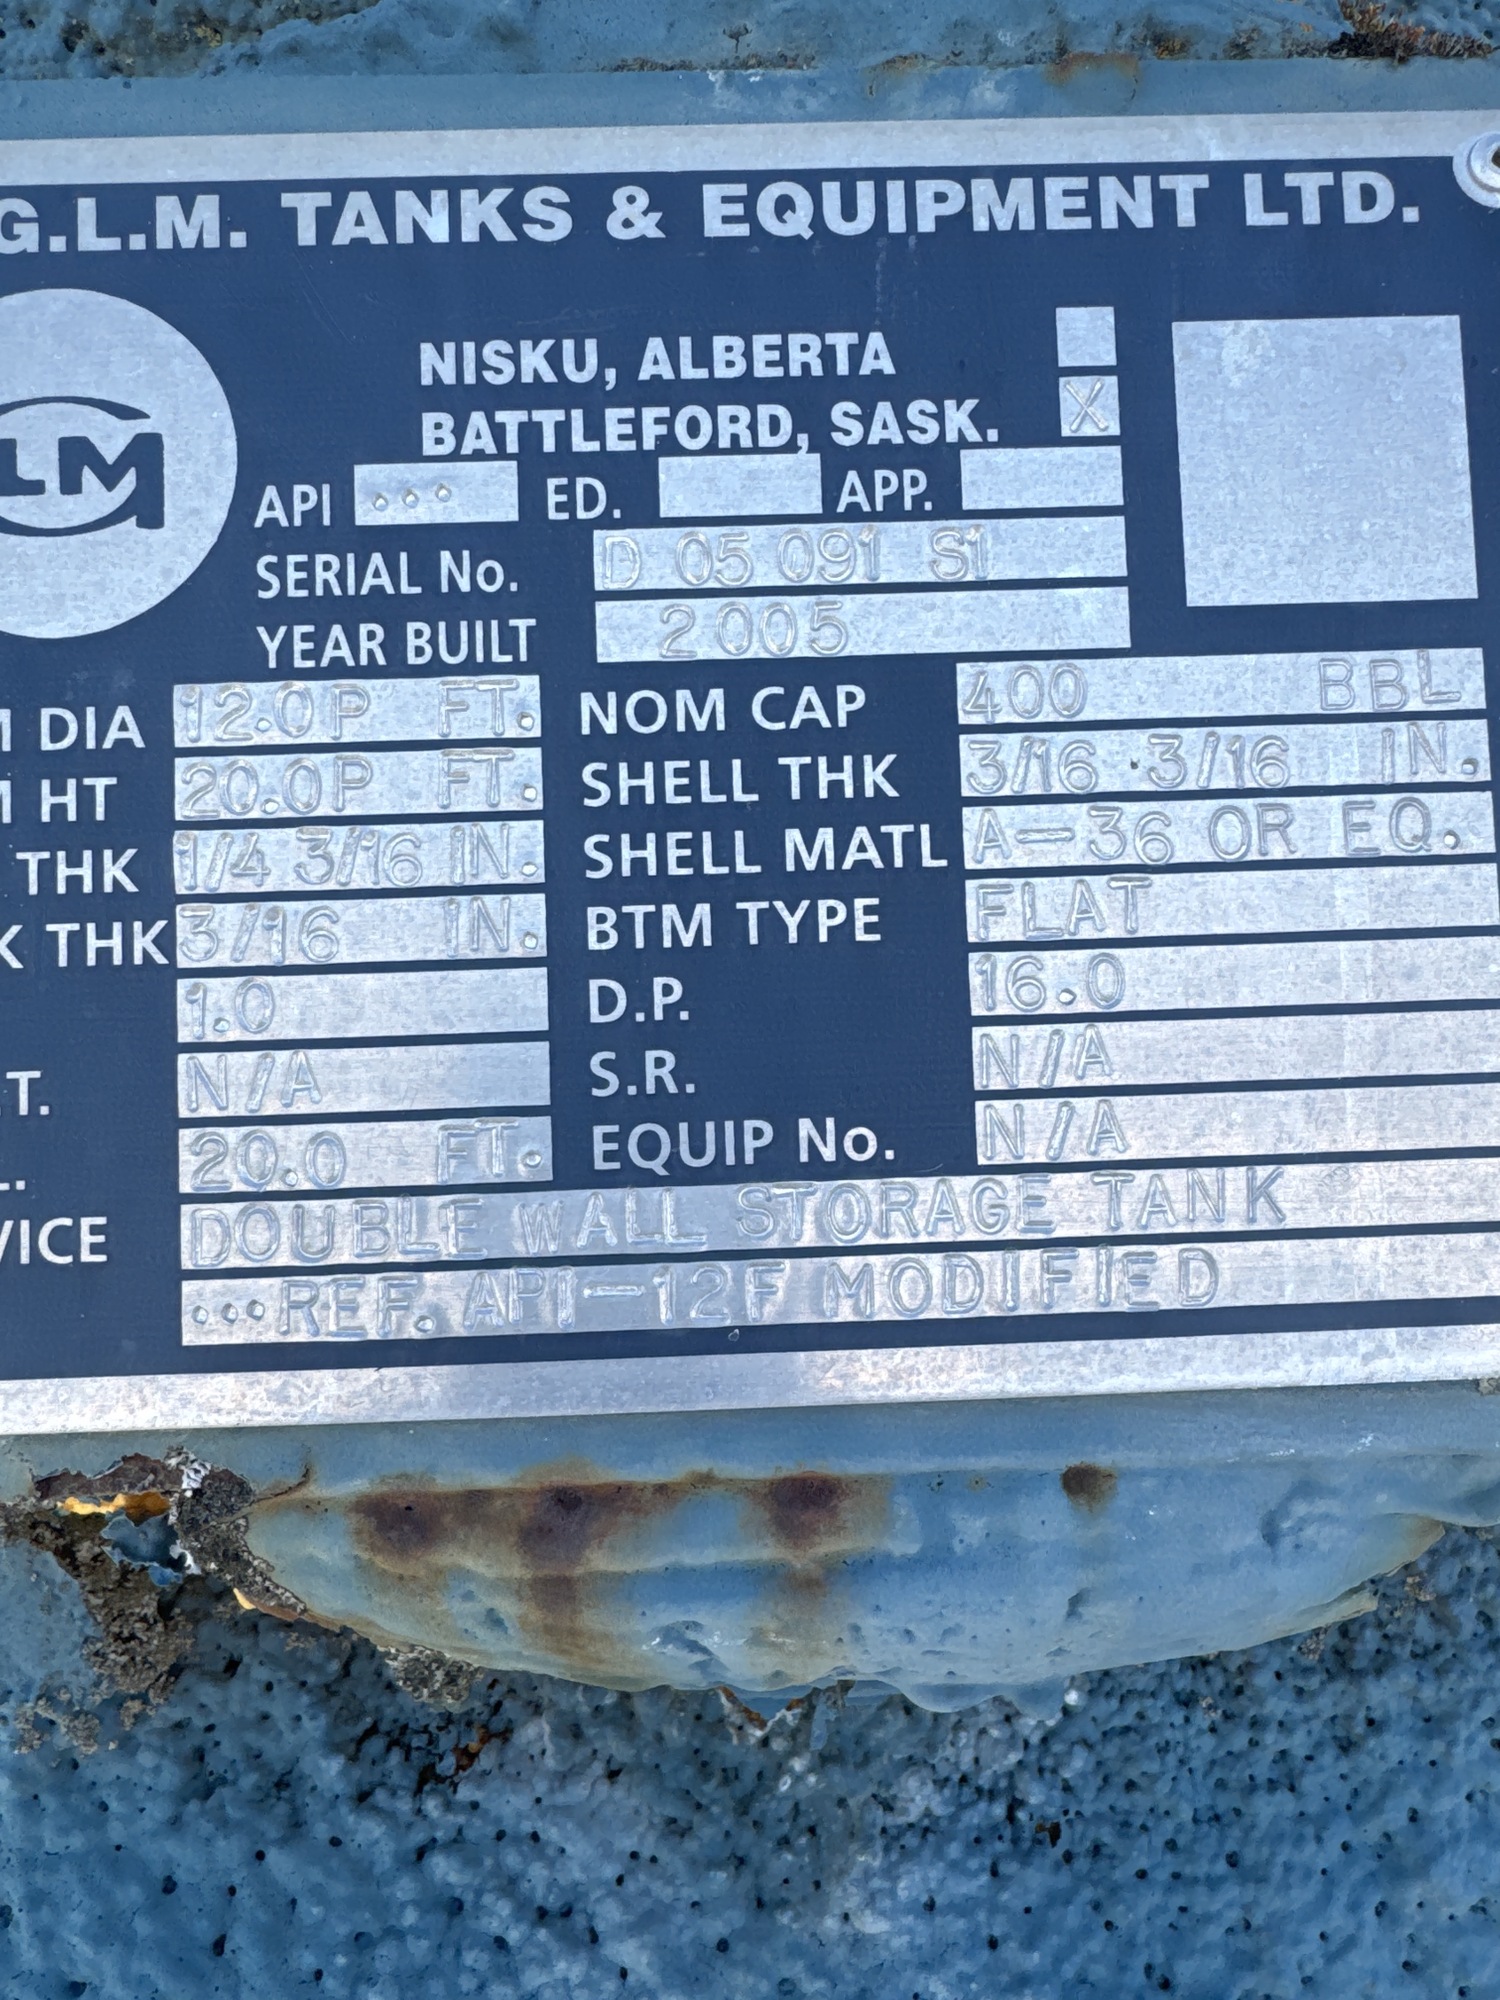 G.L.M. TANKS & EQUIPMENT LTD.
LM
NISKU, ALBERTA
BATTLEFORD, SASK. X
API ... ED. APP.
SERIAL No. D 05 091 S1
YEAR BUILT 2005
DIA 12.0P FT. NOM CAP 400 BBL
HT 20.0P FT. SHELL THK 3/16 · 3/16 IN.
THK 1/4 3/16 IN. SHELL MATL A-36 OR EQ.
K THK 3/16 IN. BTM TYPE FLAT
1.0 D.P. 16.0
.T. N/A S.R. N/A
20.0 FT. EQUIP No. N/A
VICE DOUBLE WALL STORAGE TANK
...REF. API-12F MODIFIED